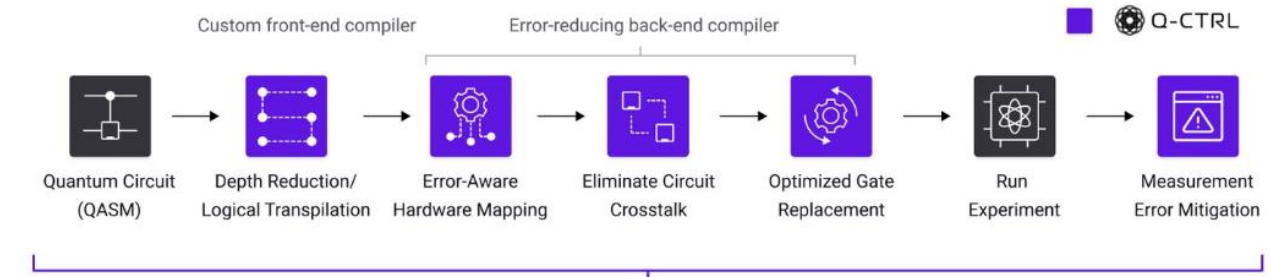 Custom front-end compiler
Error-reducing back-end compiler
Q-CTRL
Quantum Circuit
(QASM)
Depth Reduction/
Logical Transpilation
Error-Aware
Hardware Mapping
Eliminate Circuit
Crosstalk
Optimized Gate
Replacement
Run
Experiment
Measurement
Error Mitigation